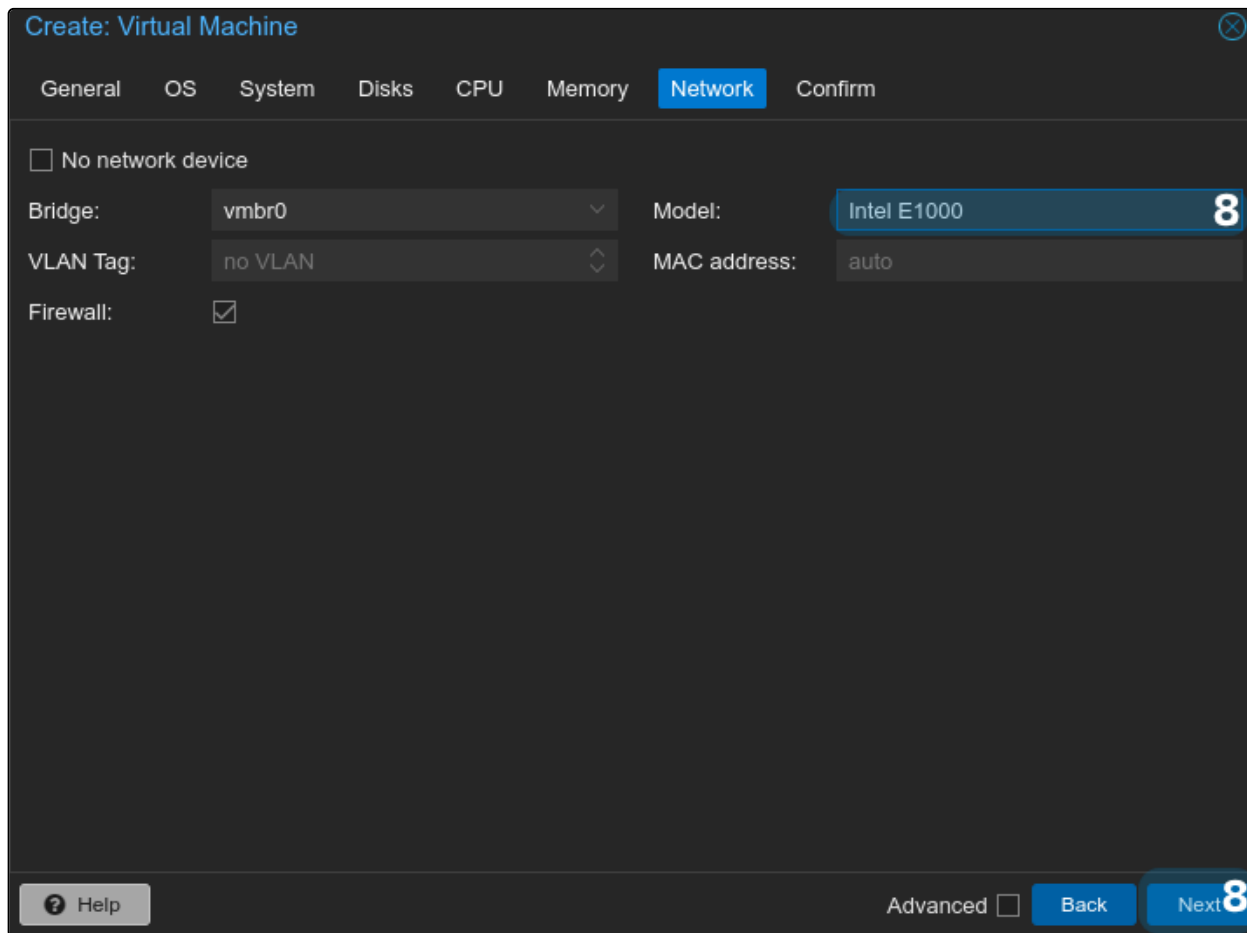 Create: Virtual Machine
General OS System Disks CPU Memory Network Confirm
No network device
Bridge: vmbr0 Model: Intel E1000 8
VLAN Tag: no VLAN MAC address: auto
Firewall:
Help Advanced Back Next 8